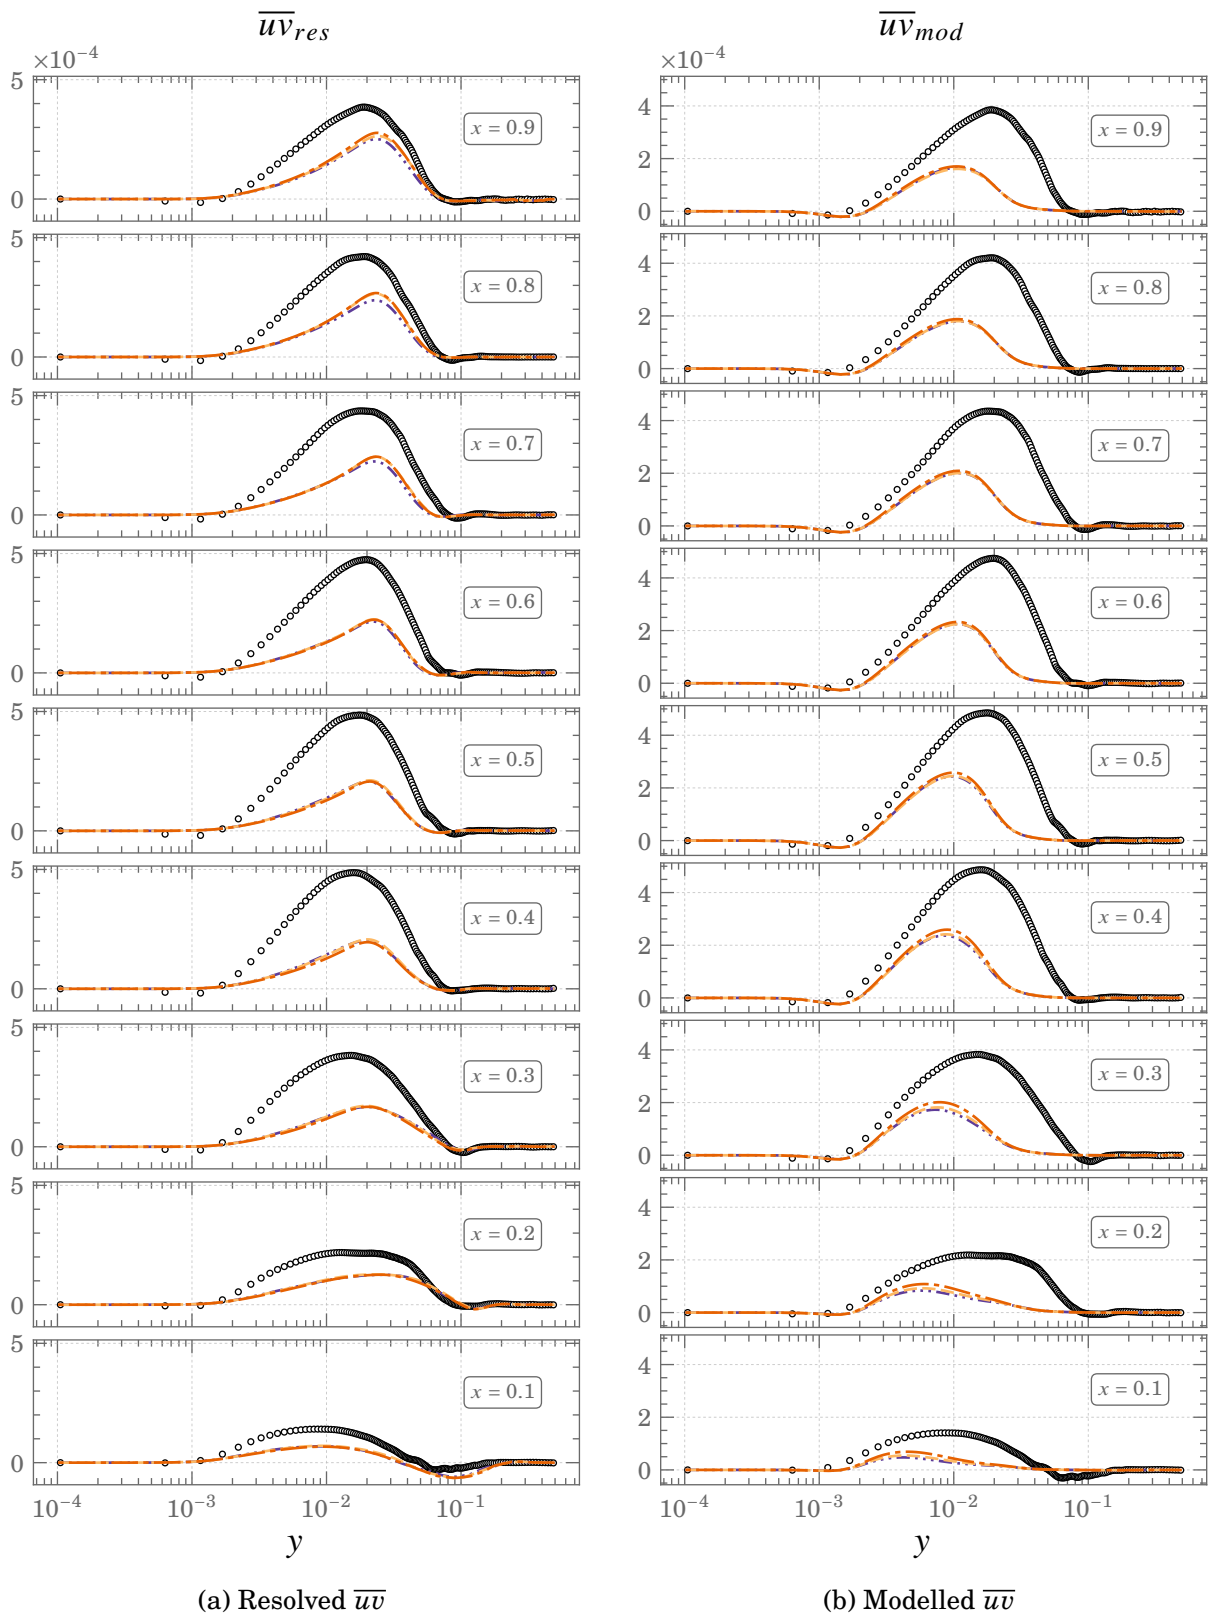 uv res
uv mod
×10⁻⁴
5
0
x = 0.9
5
0
x = 0.8
5
0
x = 0.7
5
0
x = 0.6
5
0
x = 0.5
5
0
x = 0.4
5
0
x = 0.3
5
0
x = 0.2
5
0
x = 0.1
10⁻⁴ 10⁻³ 10⁻² 10⁻¹
y
(a) Resolved uv
×10⁻⁴
4
2
0
x = 0.9
4
2
0
x = 0.8
4
2
0
x = 0.7
4
2
0
x = 0.6
4
2
0
x = 0.5
4
2
0
x = 0.4
4
2
0
x = 0.3
4
2
0
x = 0.2
4
2
0
x = 0.1
10⁻⁴ 10⁻³ 10⁻² 10⁻¹
y
(b) Modelled uv